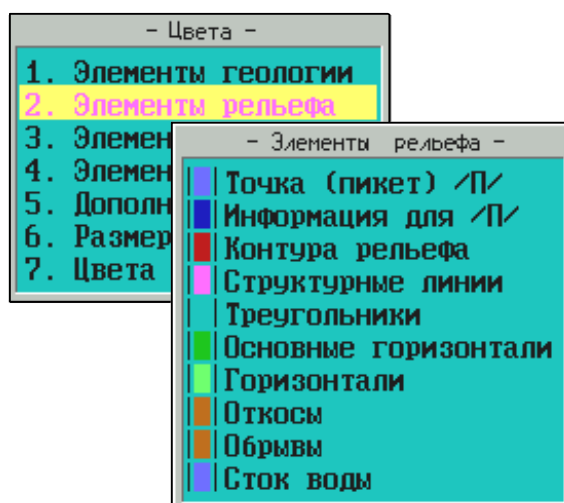 - Цвета -
1. Элементы геологии
2. Элементы рельефа
3. Элемен
4. Элемен
5. Дополн
6. Размер
7. Цвета
- Элементы рельефа -
Точка (пикет) /П/
Информация для /П/
Контура рельефа
Структурные линии
Треугольники
Основные горизонтали
Горизонтали
Откосы
Обрывы
Сток воды